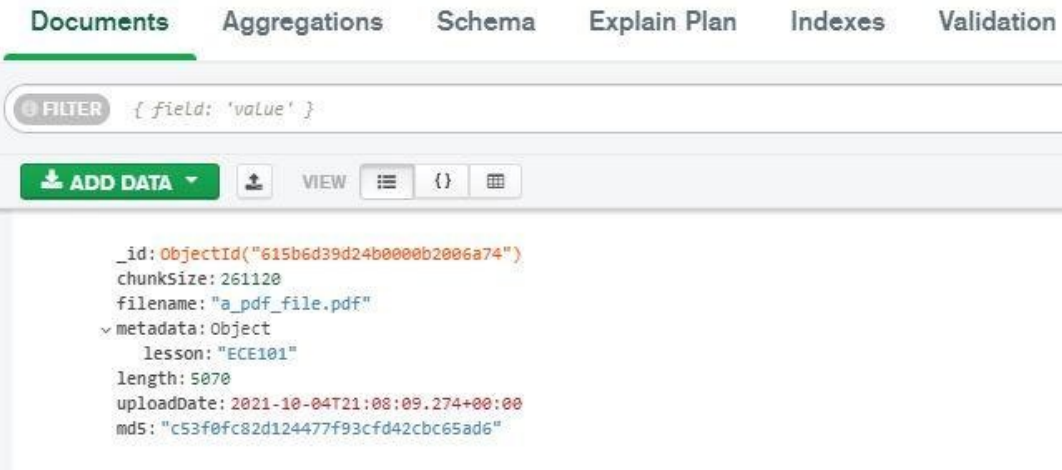 Documents Aggregations Schema Explain Plan Indexes Validation
FILTER { field: 'value' }
ADD DATA VIEW {}
_id: ObjectId("615b6d39d24b0000b2006a74")
chunkSize: 261120
filename: "a_pdf_file.pdf"
metadata: Object
lesson: "ECE101"
length: 5070
uploadDate: 2021-10-04T21:08:09.274+00:00
md5: "c53f0fc82d124477f93cfd42cbc65ad6"